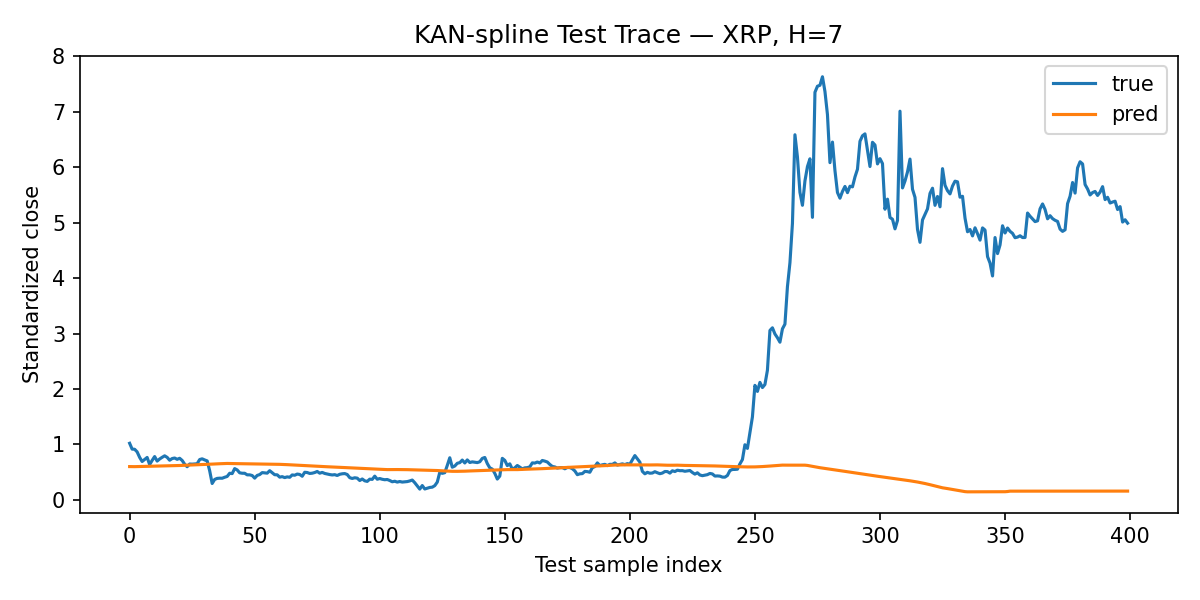 KAN-spline Test Trace — XRP, H=7
true
pred
Standardized close
8
7
6
5
4
3
2
1
0
0 50 100 150 200 250 300 350 400
Test sample index